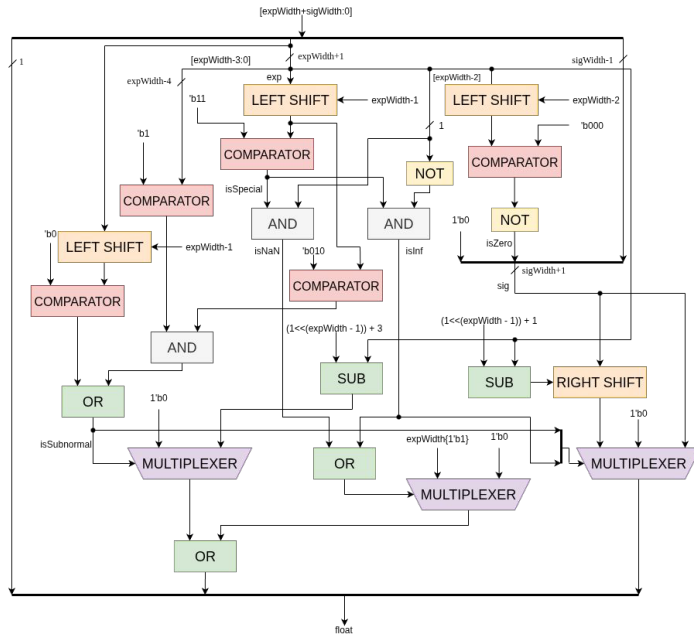 [expWidth+sigWidth:0]
1
expWidth+1
sigWidth-1
[expWidth-3:0]
exp
[expWidth-2]
expWidth-4
LEFT SHIFT
expWidth-1
LEFT SHIFT
expWidth-2
'b11
1
'b000
'b1
COMPARATOR
COMPARATOR
NOT
isSpecial
COMPARATOR
AND
AND
NOT
1'b0
'b0
LEFT SHIFT
expWidth-1
isNaN
'b010
isInf
isZero
sigWidth+1
COMPARATOR
COMPARATOR
sig
(1<<(expWidth - 1)) + 3
(1<<(expWidth - 1)) + 1
AND
SUB
SUB
RIGHT SHIFT
OR
1'b0
1'b0
isSubnormal
expWidth{1'b1}
1'b0
MULTIPLEXER
OR
MULTIPLEXER
MULTIPLEXER
OR
float